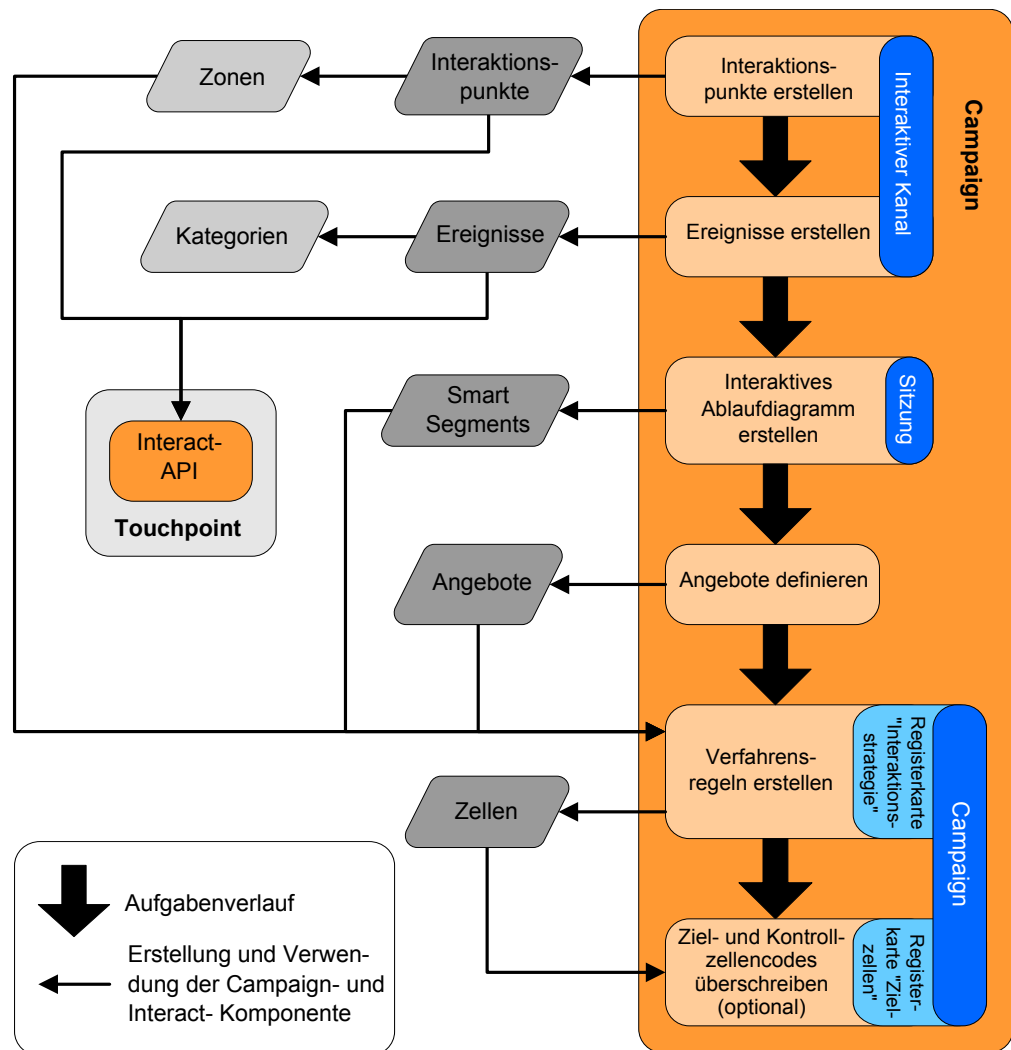 Zonen
Interaktions-
punkte
Interaktions-
punkte erstellen
Interaktiver Kanal
Campaign
Kategorien
Ereignisse
Ereignisse erstellen
Smart
Segments
Interaktives
Ablaufdiagramm
erstellen
Sitzung
Interact-
API
Touchpoint
Angebote
Angebote definieren
Verfahrens-
regeln erstellen
Registerkarte
"Interaktions-
strategie"
Campaign
Zellen
Ziel- und Kontroll-
zellencodes
überschreiben
(optional)
Register-
karte "Ziel-
zellen"
Aufgabenverlauf
Erstellung und Verwen-
dung der Campaign- und
Interact- Komponente